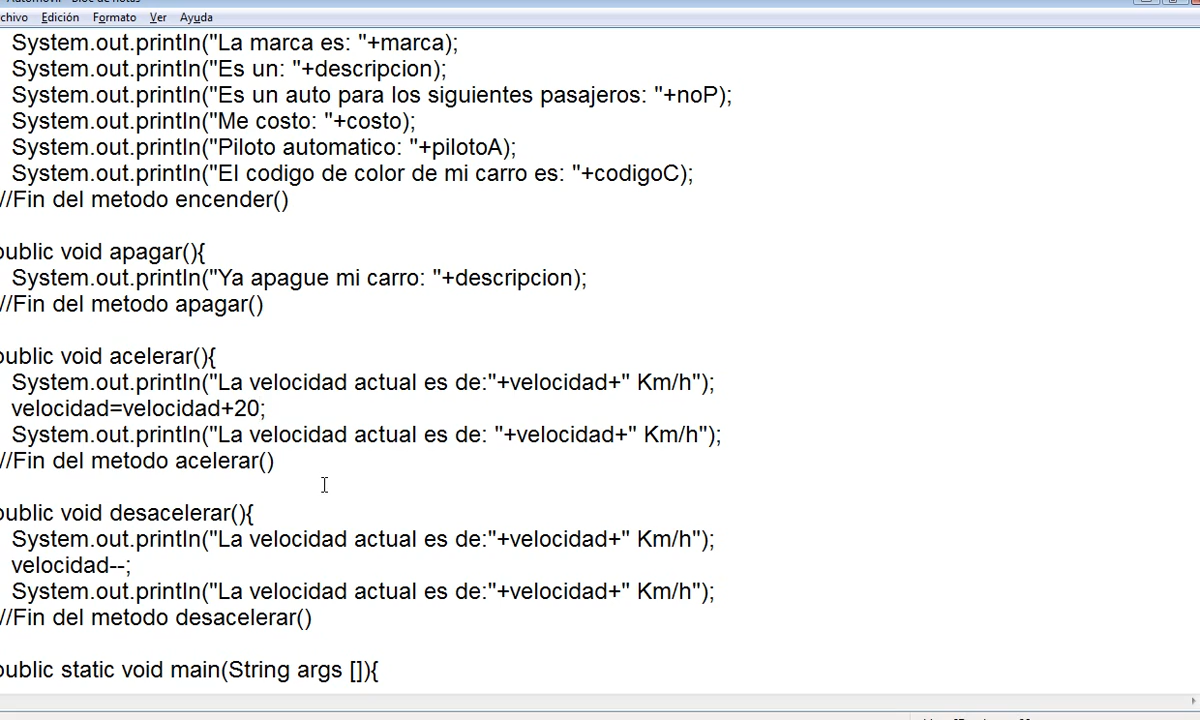 Archivo Edición Formato Ver Ayuda
System.out.println("La marca es: "+marca);
System.out.println("Es un: "+descripcion);
System.out.println("Es un auto para los siguientes pasajeros: "+noP);
System.out.println("Me costo: "+costo);
System.out.println("Piloto automatico: "+pilotoA);
System.out.println("El codigo de color de mi carro es: "+codigoC);
//Fin del metodo encender()
public void apagar(){
System.out.println("Ya apague mi carro: "+descripcion);
//Fin del metodo apagar()
public void acelerar(){
System.out.println("La velocidad actual es de:"+velocidad+" Km/h");
velocidad=velocidad+20;
System.out.println("La velocidad actual es de: "+velocidad+" Km/h");
//Fin del metodo acelerar()
public void desacelerar(){
System.out.println("La velocidad actual es de:"+velocidad+" Km/h");
velocidad--;
System.out.println("La velocidad actual es de:"+velocidad+" Km/h");
//Fin del metodo desacelerar()
public static void main(String args []){